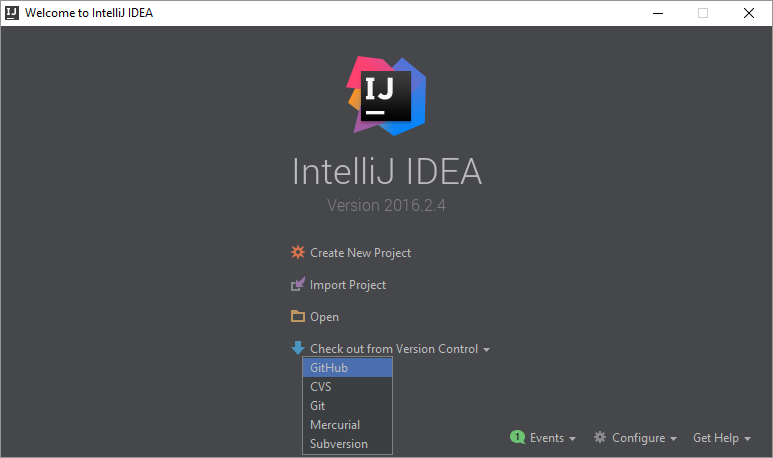 Welcome to IntelliJ IDEA
IJ
IntelliJ IDEA
Version 2016.2.4
Create New Project
Import Project
Open
Check out from Version Control
GitHub
CVS
Git
Mercurial
Subversion
1 Events Configure Get Help